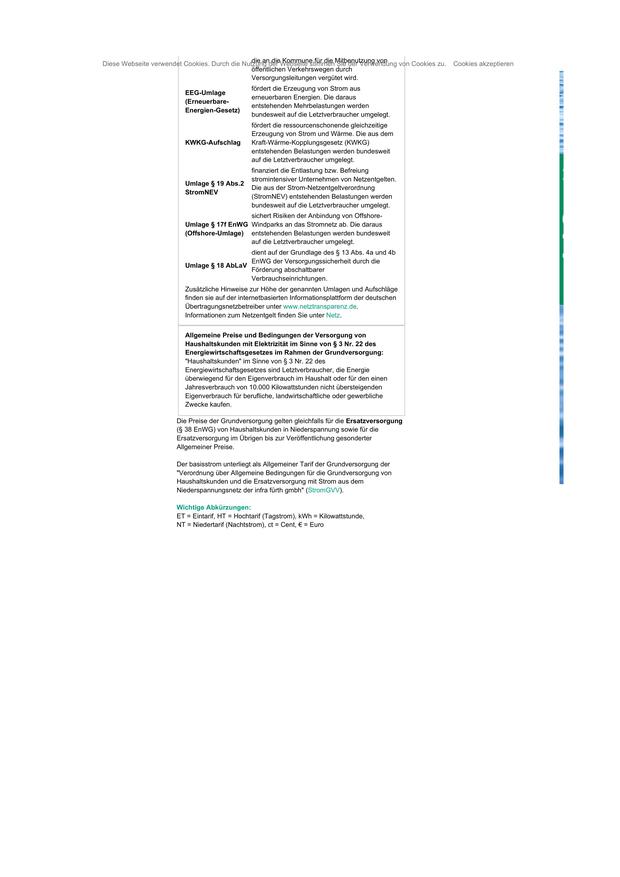 die an die Kommune für die Mitbenutzung von
Diese Webseite verwendet Cookies. Durch die Nutzung der Webseite stimmen Sie der Verwendung von Cookies zu. Cookies akzeptieren
öffentlichen Verkehrswegen durch
Versorgungsleitungen vergütet wird.
EEG-Umlage
(Erneuerbare-
Energien-Gesetz)
fördert die Erzeugung von Strom aus
erneuerbaren Energien. Die daraus
entstehenden Mehrbelastungen werden
bundesweit auf die Letztverbraucher umgelegt.
KWKG-Aufschlag
fördert die ressourcenschonende gleichzeitige
Erzeugung von Strom und Wärme. Die aus dem
Kraft-Wärme-Kopplungsgesetz (KWKG)
entstehenden Belastungen werden bundesweit
auf die Letztverbraucher umgelegt.
Umlage § 19 Abs.2
StromNEV
finanziert die Entlastung bzw. Befreiung
stromintensiver Unternehmen von Netzentgelten.
Die aus der Strom-Netzentgeltverordnung
(StromNEV) entstehenden Belastungen werden
bundesweit auf die Letztverbraucher umgelegt.
Umlage § 17f EnWG
(Offshore-Umlage)
sichert Risiken der Anbindung von Offshore-
Windparks an das Stromnetz ab. Die daraus
entstehenden Belastungen werden bundesweit
auf die Letztverbraucher umgelegt.
Umlage § 18 AbLaV
dient auf der Grundlage des § 13 Abs. 4a und 4b
EnWG der Versorgungssicherheit durch die
Förderung abschaltbarer
Verbrauchseinrichtungen.
Zusätzliche Hinweise zur Höhe der genannten Umlagen und Aufschläge
finden sie auf der internetbasierten Informationsplattform der deutschen
Übertragungsnetzbetreiber unter www.netztransparenz.de.
Informationen zum Netzentgelt finden Sie unter Netz.
Allgemeine Preise und Bedingungen der Versorgung von
Haushaltskunden mit Elektrizität im Sinne von § 3 Nr. 22 des
Energiewirtschaftsgesetzes im Rahmen der Grundversorgung:
"Haushaltskunden" im Sinne von § 3 Nr. 22 des
Energiewirtschaftsgesetzes sind Letztverbraucher, die Energie
überwiegend für den Eigenverbrauch im Haushalt oder für den einen
Jahresverbrauch von 10.000 Kilowattstunden nicht übersteigenden
Eigenverbrauch für berufliche, landwirtschaftliche oder gewerbliche
Zwecke kaufen.
Die Preise der Grundversorgung gelten gleichfalls für die Ersatzversorgung
(§ 38 EnWG) von Haushaltskunden in Niederspannung sowie für die
Ersatzversorgung im Übrigen bis zur Veröffentlichung gesonderter
Allgemeiner Preise.
Der basisstrom unterliegt als Allgemeiner Tarif der Grundversorgung der
"Verordnung über Allgemeine Bedingungen für die Grundversorgung von
Haushaltskunden und die Ersatzversorgung mit Strom aus dem
Niederspannungsnetz der infra fürth gmbh" (StromGVV).
Wichtige Abkürzungen:
ET = Eintarif, HT = Hochtarif (Tagstrom), kWh = Kilowattstunde,
NT = Niedertarif (Nachtstrom), ct = Cent, € = Euro